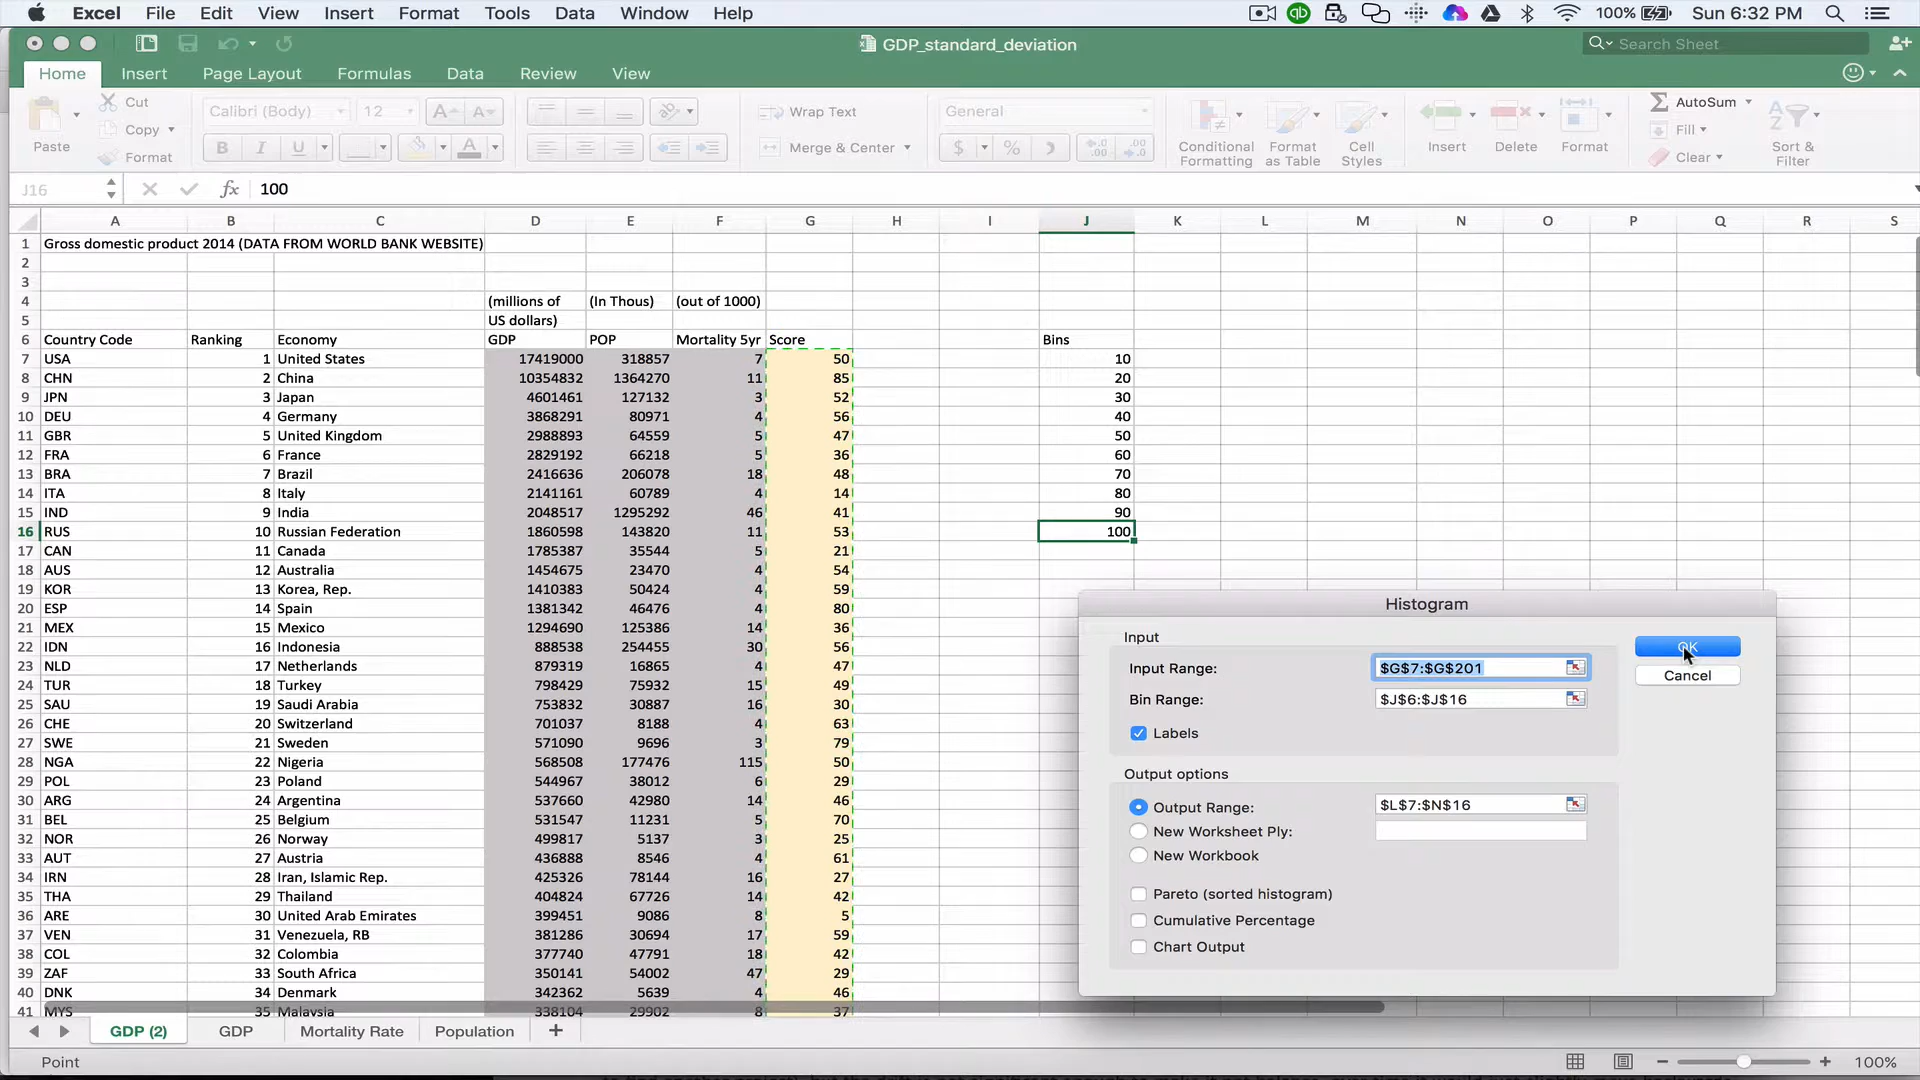 Excel File Edit View Insert Format Tools Data Window Help 100% Sun 6:32 PM
GDP_standard_deviation Search Sheet
Home Insert Page Layout Formulas Data Review View
Paste Cut Copy Format
Calibri (Body) 12
B I U A
Wrap Text
Merge & Center
General
$ %
Conditional Formatting
Format as Table
Cell Styles
Insert Delete Format
AutoSum
Fill
Clear
Sort & Filter
J16 fx 100
A B C D E F G H I J K L M N O P Q R S
1 Gross domestic product 2014 (DATA FROM WORLD BANK WEBSITE)
2
3
4 (millions of (In Thous) (out of 1000)
5 US dollars)
6 Country Code Ranking Economy GDP POP Mortality 5yr Score Bins
7 USA 1 United States 17419000 318857 7 50 10
8 CHN 2 China 10354832 1364270 11 85 20
9 JPN 3 Japan 4601461 127132 3 52 30
10 DEU 4 Germany 3868291 80971 4 56 40
11 GBR 5 United Kingdom 2988893 64559 5 47 50
12 FRA 6 France 2829192 66218 5 36 60
13 BRA 7 Brazil 2416636 206078 18 48 70
14 ITA 8 Italy 2141161 60789 4 14 80
15 IND 9 India 2048517 1295292 46 41 90
16 RUS 10 Russian Federation 1860598 143820 11 53 100
17 CAN 11 Canada 1785387 35544 5 21
18 AUS 12 Australia 1454675 23470 4 54
19 KOR 13 Korea, Rep. 1410383 50424 4 59
20 ESP 14 Spain 1381342 46476 4 80
21 MEX 15 Mexico 1294690 125386 14 36
22 IDN 16 Indonesia 888538 254455 30 56
23 NLD 17 Netherlands 879319 16865 4 47
24 TUR 18 Turkey 798429 75932 15 49
25 SAU 19 Saudi Arabia 753832 30887 16 30
26 CHE 20 Switzerland 701037 8188 4 63
27 SWE 21 Sweden 571090 9696 3 79
28 NGA 22 Nigeria 568508 177476 115 50
29 POL 23 Poland 544967 38012 6 29
30 ARG 24 Argentina 537660 42980 14 46
31 BEL 25 Belgium 531547 11231 5 70
32 NOR 26 Norway 499817 5137 3 25
33 AUT 27 Austria 436888 8546 4 61
34 IRN 28 Iran, Islamic Rep. 425326 78144 16 27
35 THA 29 Thailand 404824 67726 14 42
36 ARE 30 United Arab Emirates 399451 9086 8 5
37 VEN 31 Venezuela, RB 381286 30694 17 59
38 COL 32 Colombia 377740 47791 18 42
39 ZAF 33 South Africa 350141 54002 47 29
40 DNK 34 Denmark 342362 5639 4 46
41 MYS 35 Malaysia 338104 29902 8 37
Histogram
Input
Input Range: $G$7:$G$201
Bin Range: $J$6:$J$16
Labels
OK
Cancel
Output options
Output Range: $L$7:$N$16
New Worksheet Ply:
New Workbook
Pareto (sorted histogram)
Cumulative Percentage
Chart Output
GDP (2) GDP Mortality Rate Population +
Point 100%